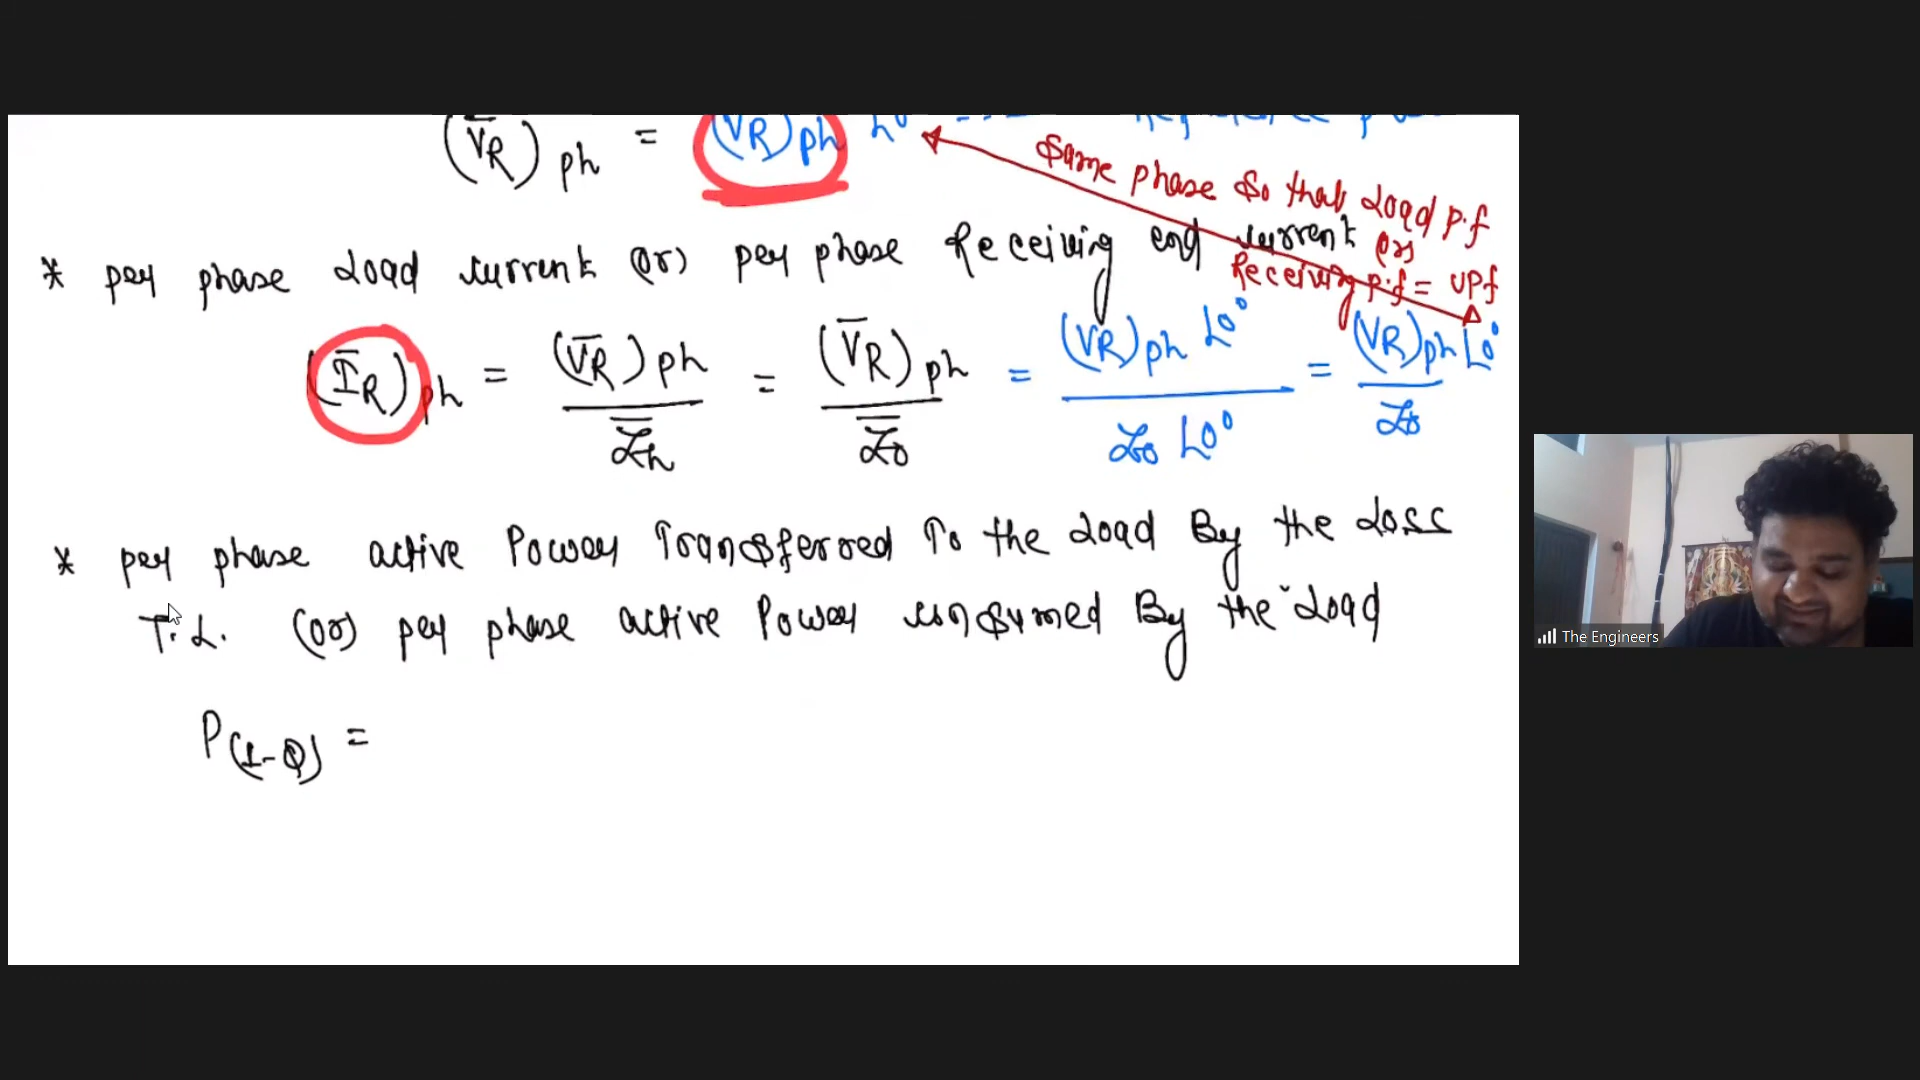 (V̅R)ph = (VR)ph ∠0°
Same phase So that Load P.f
(or)
Receiving P.f = UPf
* per phase Load current (or) per phase Receiving end current
(I̅R)ph = (V̅R)ph / Z̅L = (V̅R)ph / Z̅0 = (VR)ph ∠0° / Z0 ∠0° = (VR)ph ∠0° / Z0
* per phase active Power Transferred To the Load By the Loss
T.L. (or) per phase active Power consumed By the Load
P(1-Φ) =
The Engineers